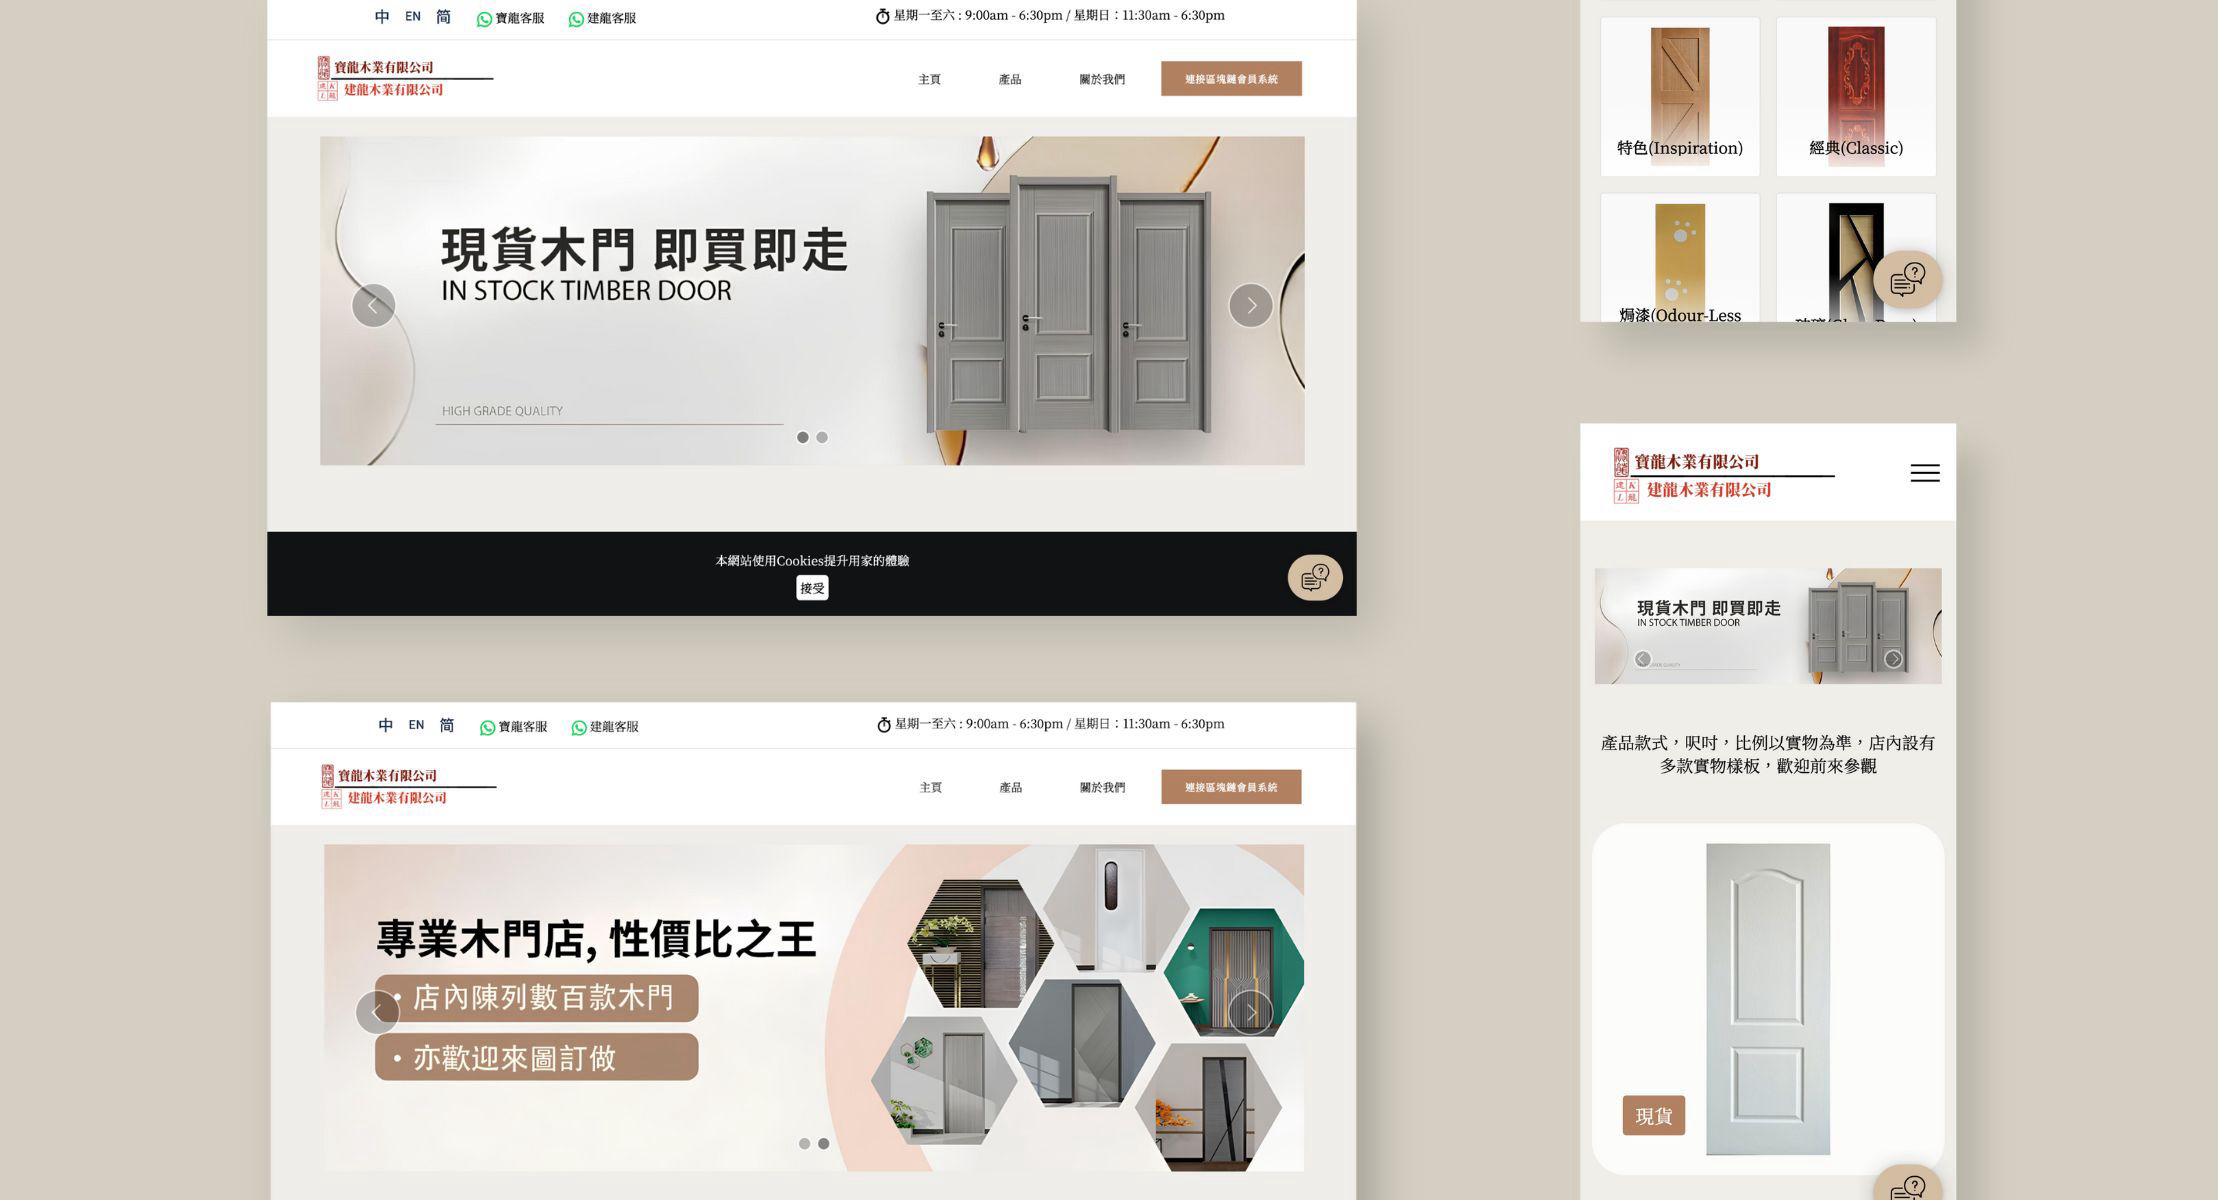 中 EN 简 寶龍客服 建龍客服 星期一至六 : 9:00am - 6:30pm / 星期日：11:30am - 6:30pm
寶龍木業有限公司
建龍木業有限公司
主頁 產品 關於我們 連接區塊鏈會員系統
現貨木門 即買即走
IN STOCK TIMBER DOOR
HIGH GRADE QUALITY
本網站使用Cookies提升用家的體驗
接受
中 EN 简 寶龍客服 建龍客服 星期一至六 : 9:00am - 6:30pm / 星期日：11:30am - 6:30pm
寶龍木業有限公司
建龍木業有限公司
主頁 產品 關於我們 連接區塊鏈會員系統
專業木門店, 性價比之王
• 店內陳列數百款木門
• 亦歡迎來圖訂做
特色(Inspiration) 經典(Classic)
焗漆(Odour-Less
寶龍木業有限公司
建龍木業有限公司
現貨木門 即買即走
IN STOCK TIMBER DOOR
產品款式，呎吋，比例以實物為準，店內設有
多款實物樣板，歡迎前來參觀
現貨